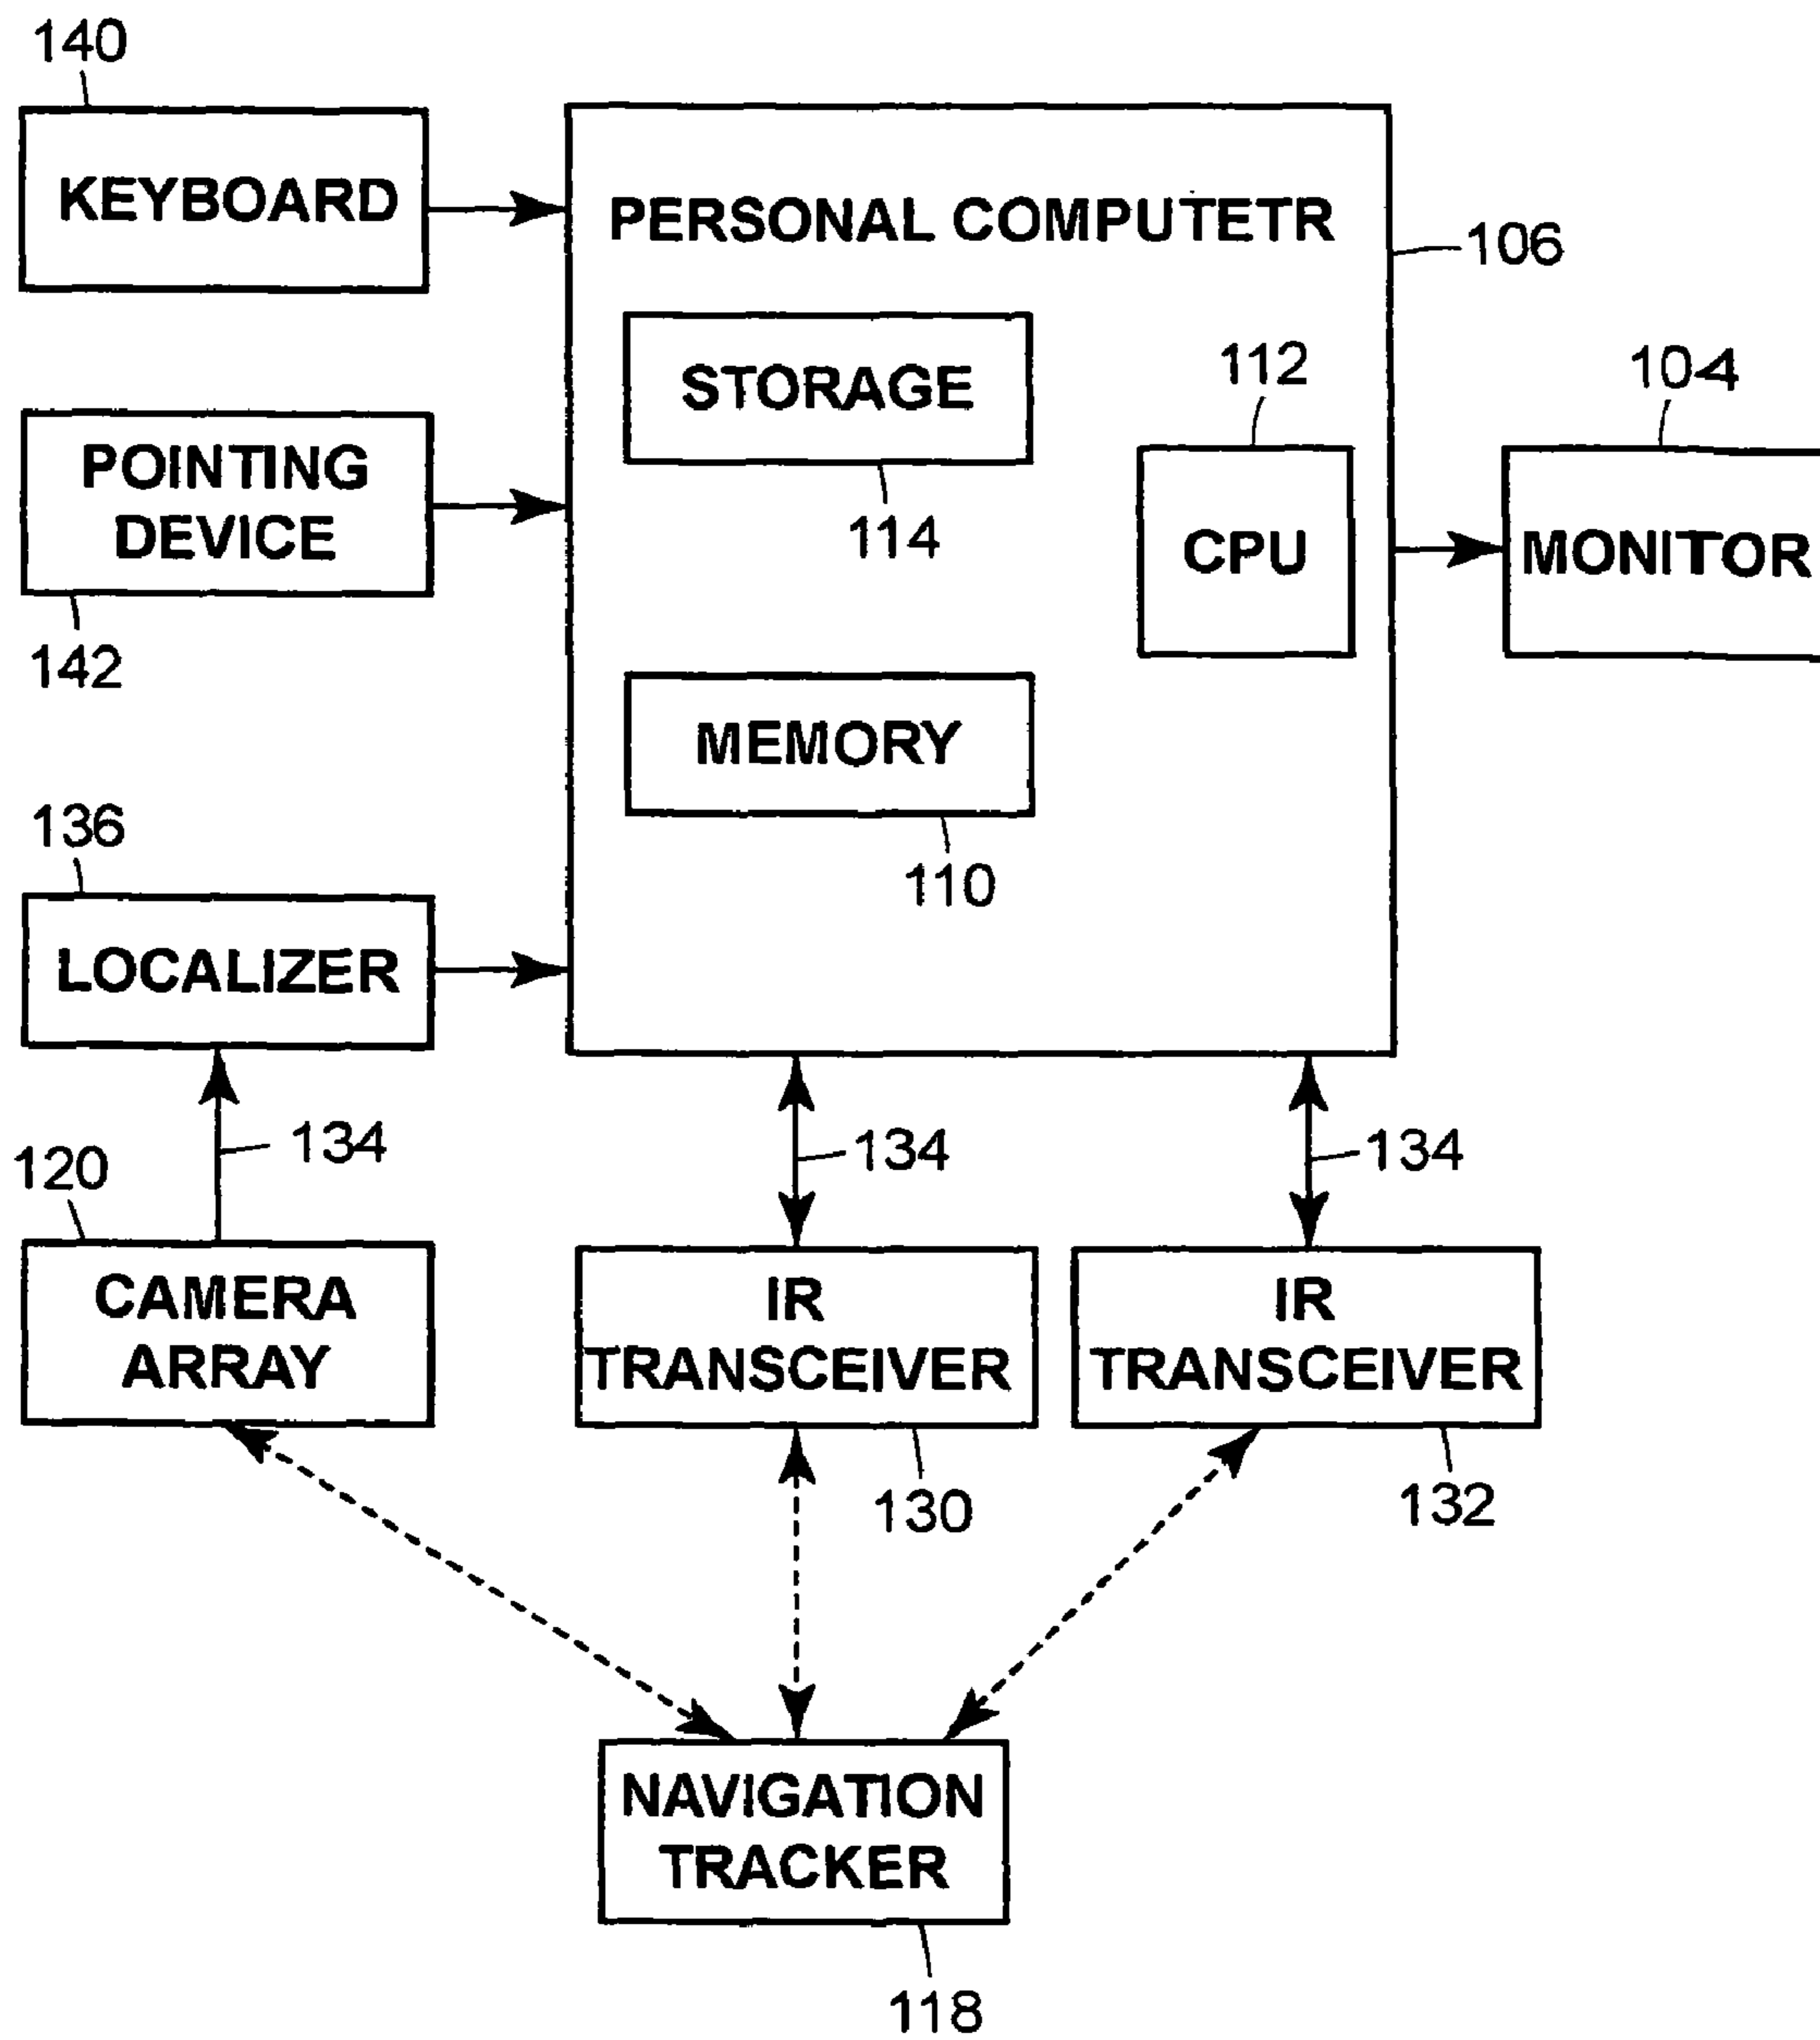 140
KEYBOARD
PERSONAL COMPUTETR
106
STORAGE
114
112
CPU
104
MONITOR
POINTING
DEVICE
142
MEMORY
110
136
LOCALIZER
134
134
134
120
CAMERA
ARRAY
IR
TRANSCEIVER
130
IR
TRANSCEIVER
132
NAVIGATION
TRACKER
118